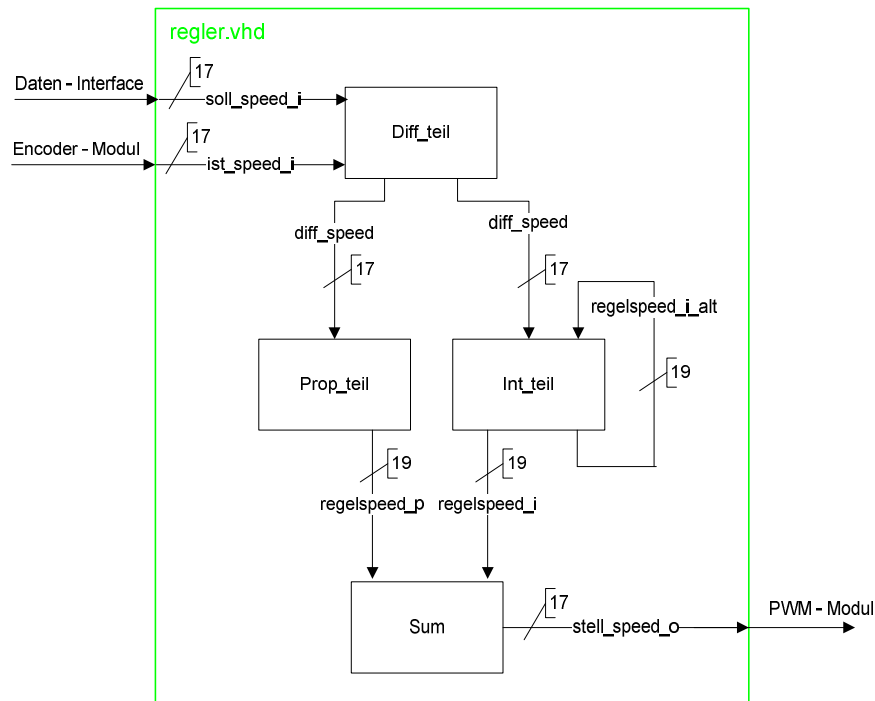 regler.vhd
Daten - Interface
17
soll_speed_i
Encoder - Modul
17
ist_speed_i
Diff_teil
diff_speed
17
diff_speed
17
regelspeed_i_alt
19
Prop_teil
Int_teil
19
regelspeed_p
19
regelspeed_i
Sum
17
stell_speed_o
PWM - Modul